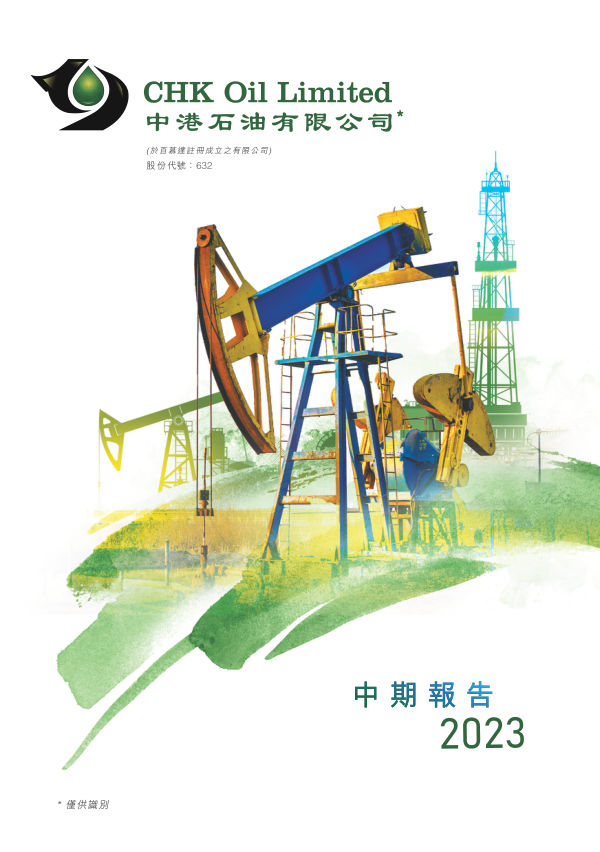 CHK Oil Limited
中港石油有限公司*
(於百慕達註冊成立之有限公司)
股份代號：632
中期報告
2023
* 僅供識別